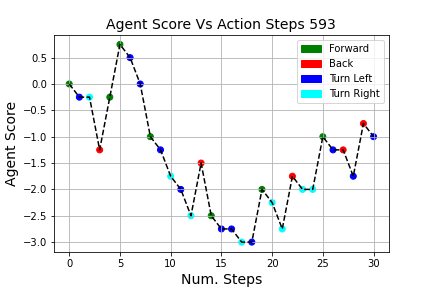 Agent Score Vs Action Steps 593
Forward
Back
Turn Left
Turn Right
Agent Score
0.5
0.0
−0.5
−1.0
−1.5
−2.0
−2.5
−3.0
0 5 10 15 20 25 30
Num. Steps